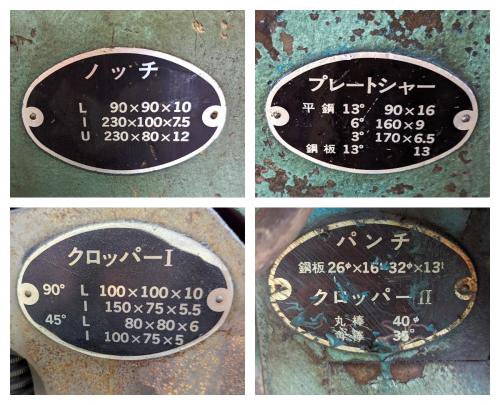 ノッチ
L 90×90×10
I 230×100×7.5
U 230×80×12
プレートシャー
平鋼 13° 90×16
6° 160×9
3° 170×6.5
鋼板 13° 13
クロッパーI
90° L 100×100×10
I 150×75×5.5
45° L 80×80×6
I 100×75×5
パンチ
鋼板 26φ×16ᵗ 32φ×13ᵗ
クロッパーII
丸棒 40φ
棒 35